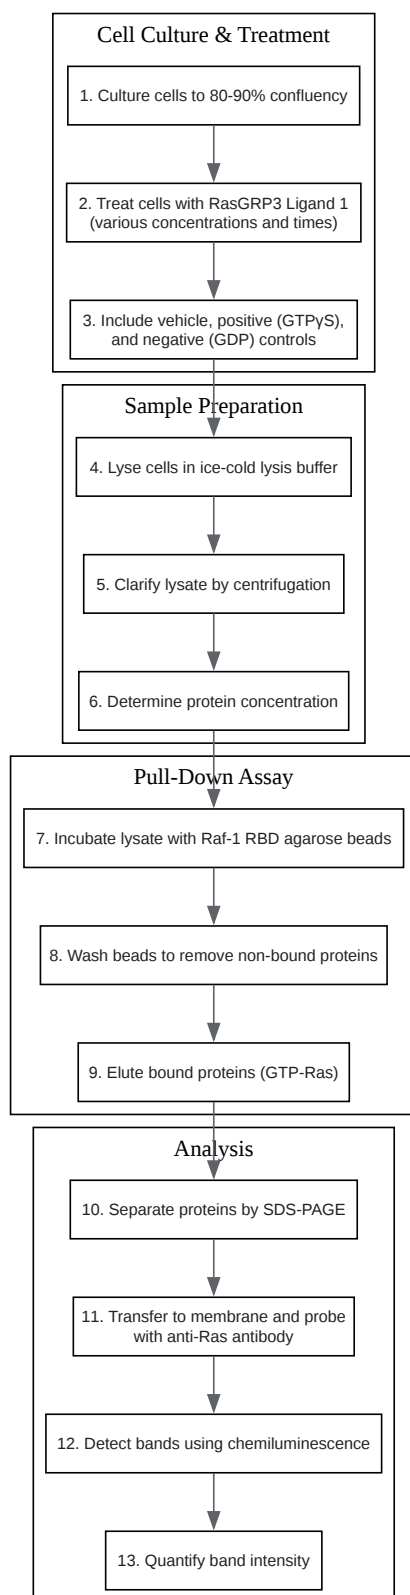 Cell Culture & Treatment
1. Culture cells to 80-90% confluency
2. Treat cells with RasGRP3 Ligand 1
(various concentrations and times)
3. Include vehicle, positive (GTPγS),
and negative (GDP) controls
Sample Preparation
4. Lyse cells in ice-cold lysis buffer
5. Clarify lysate by centrifugation
6. Determine protein concentration
Pull-Down Assay
7. Incubate lysate with Raf-1 RBD agarose beads
8. Wash beads to remove non-bound proteins
9. Elute bound proteins (GTP-Ras)
Analysis
10. Separate proteins by SDS-PAGE
11. Transfer to membrane and probe
with anti-Ras antibody
12. Detect bands using chemiluminescence
13. Quantify band intensity